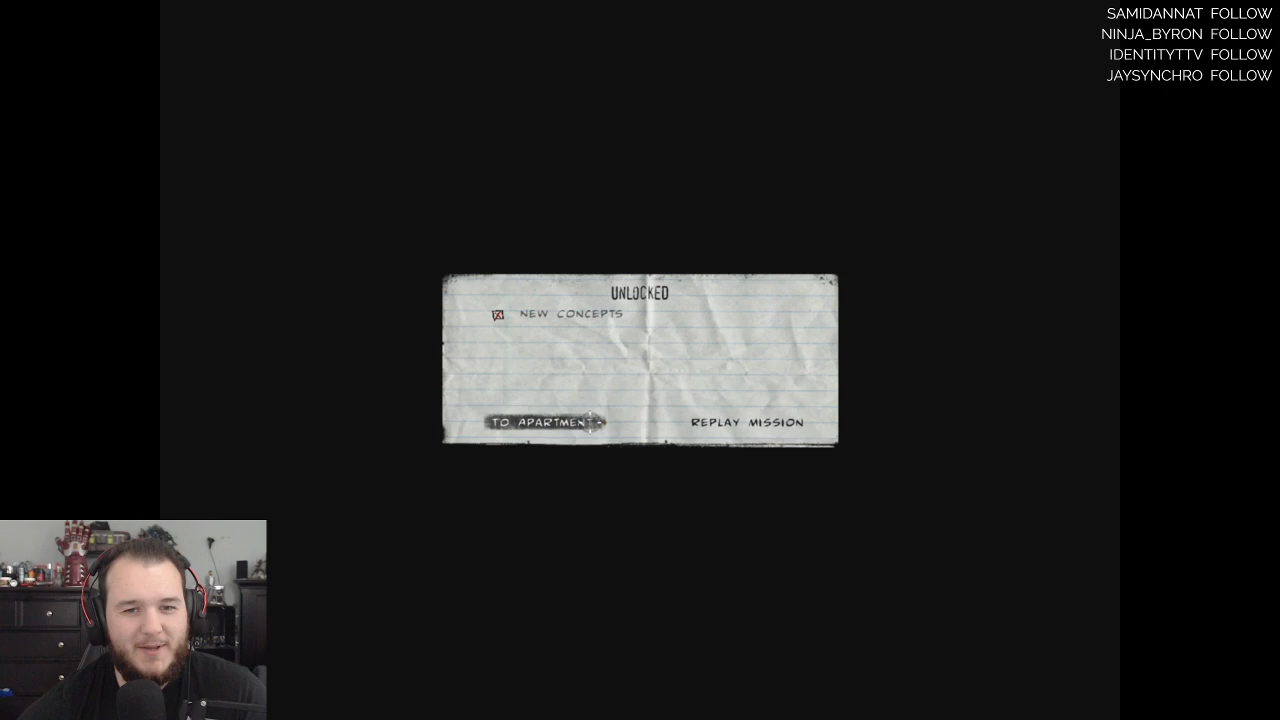 SAMIDANNAT FOLLOW
NINJA_BYRON FOLLOW
IDENTITYTTV FOLLOW
JAYSYNCHRO FOLLOW
UNLOCKED
NEW CONCEPTS
TO APARTMENT
REPLAY MISSION